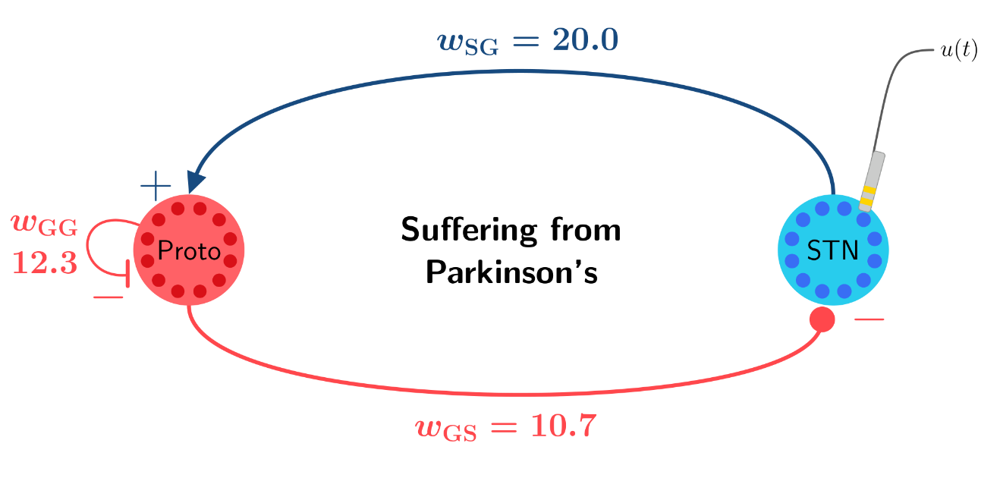 w_SG = 20.0
u(t)
+
w_GG
12.3
Proto
Suffering from
Parkinson's
STN
−
−
w_GS = 10.7